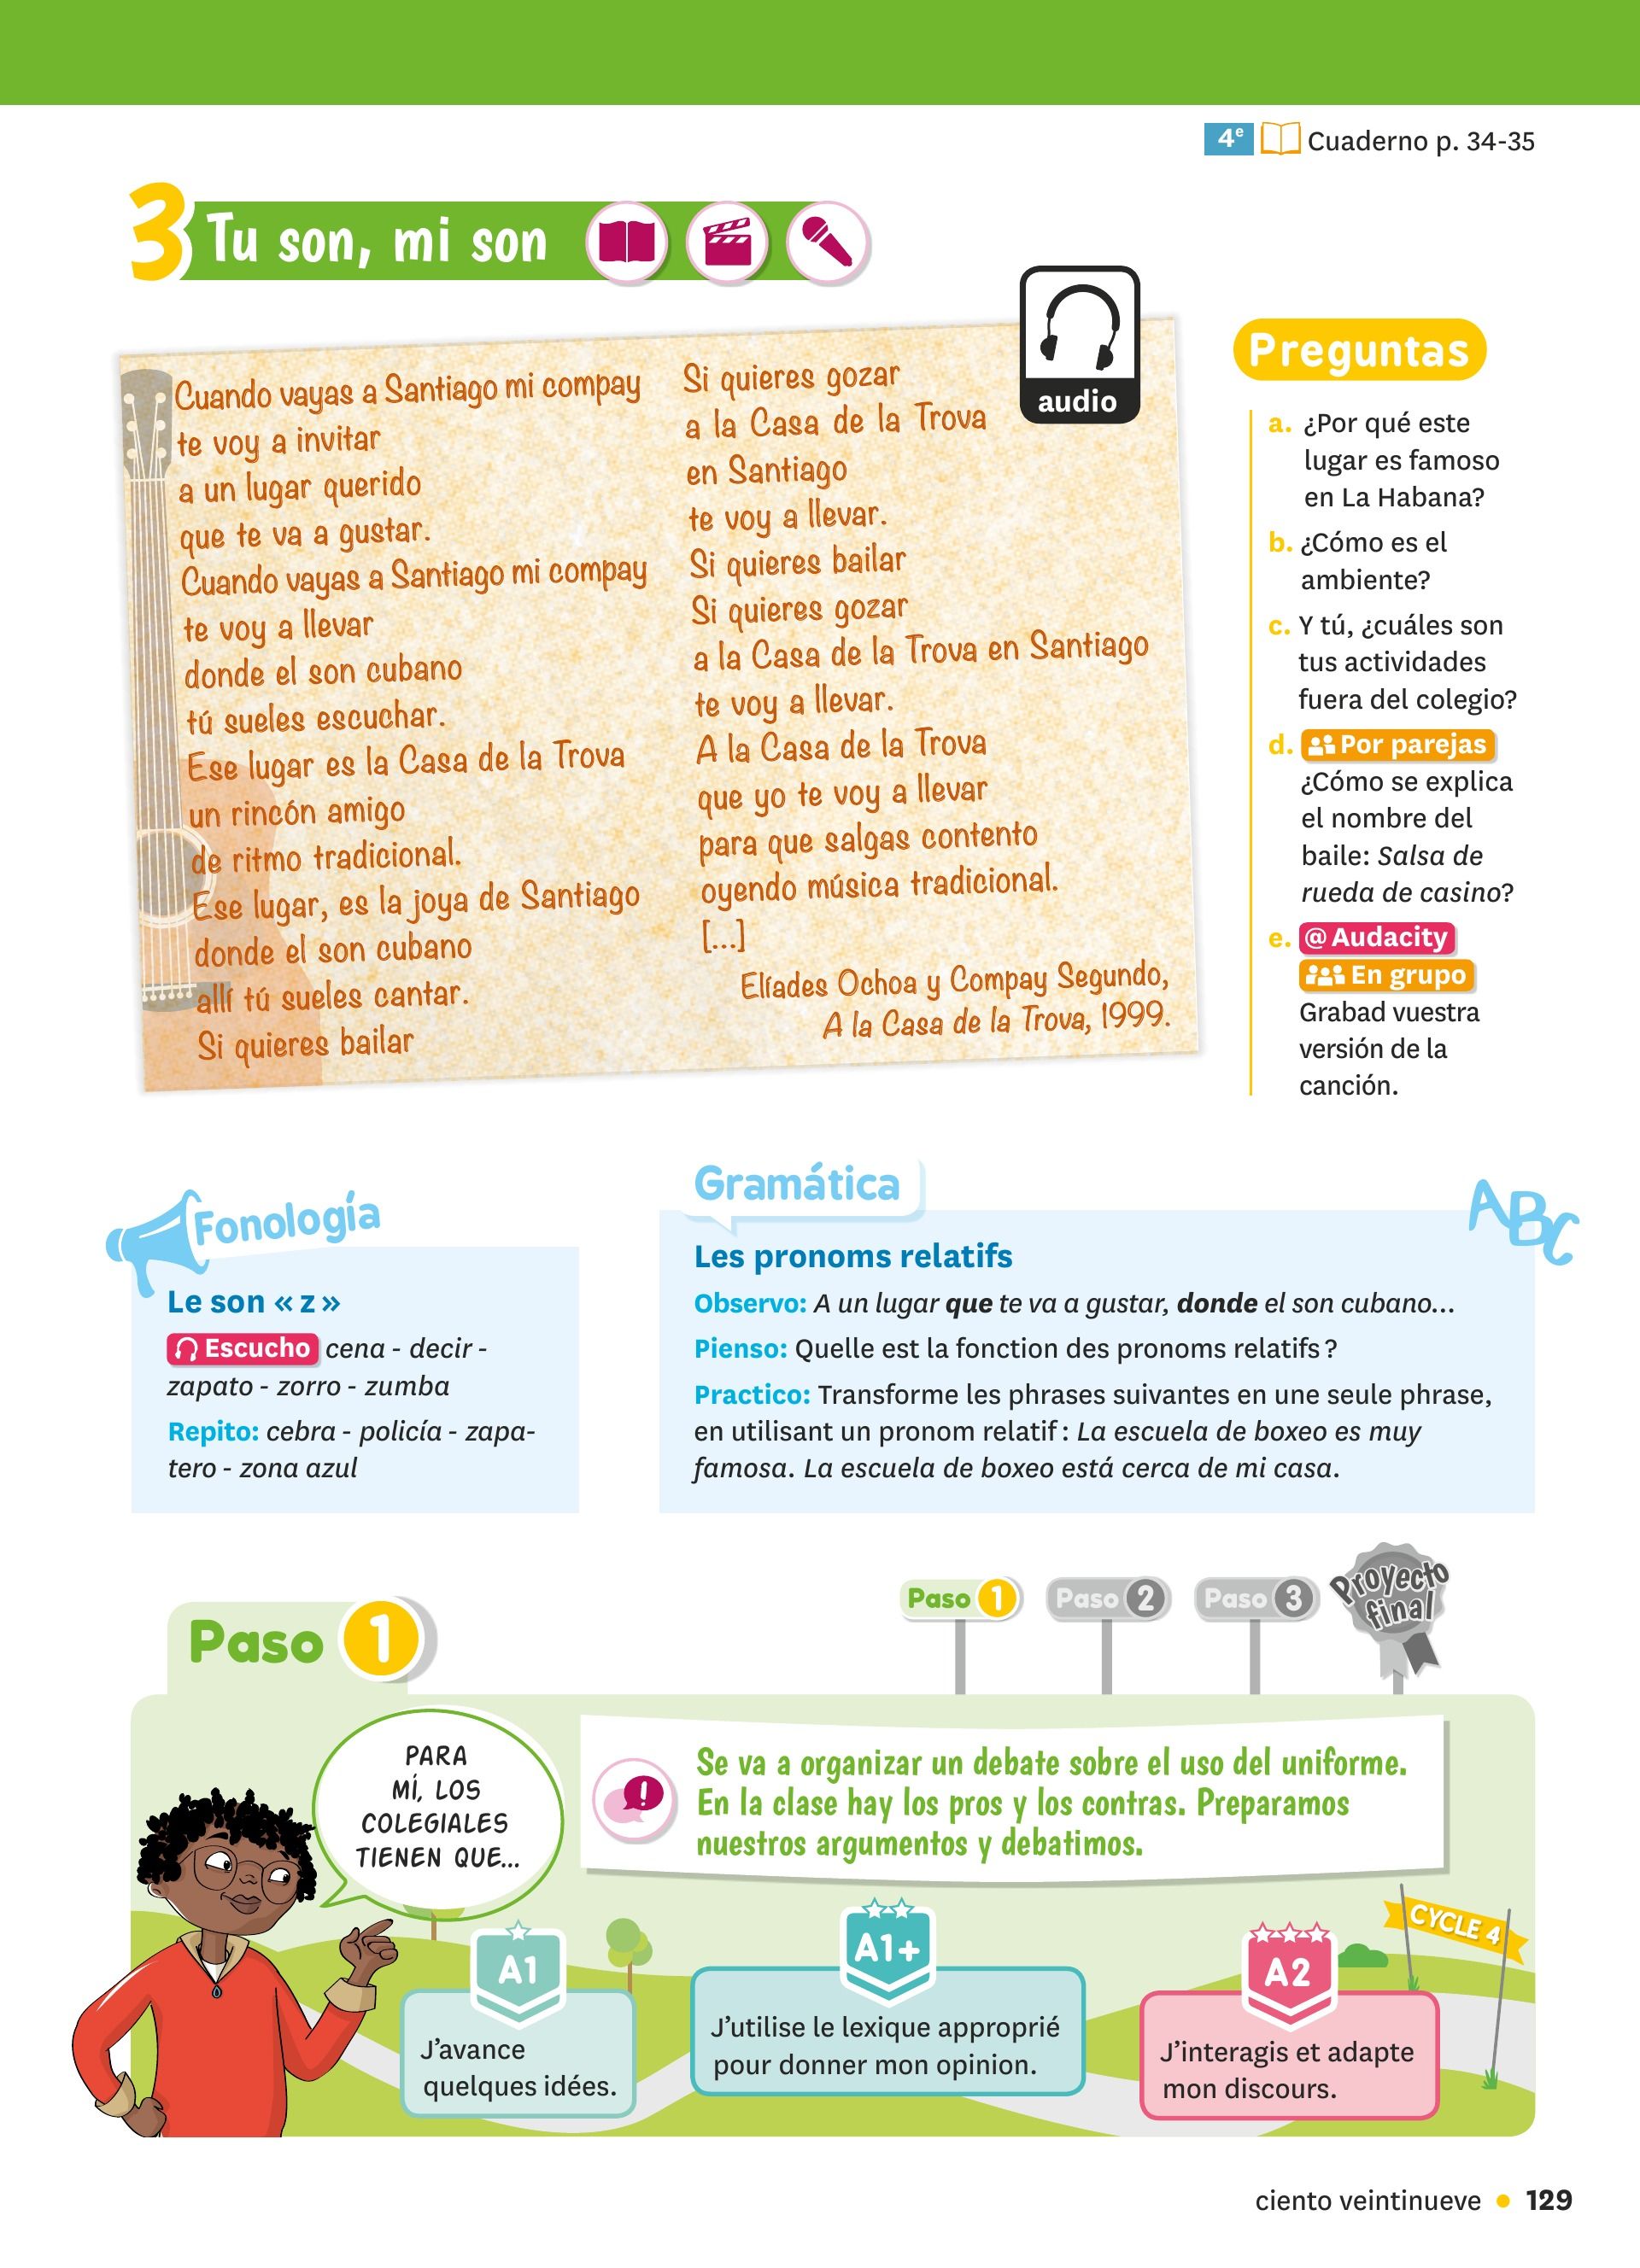 4e Cuaderno p. 34-35
3 Tu son, mi son
audio
Cuando vayas a Santiago mi compay
te voy a invitar
a un lugar querido
que te va a gustar.
Cuando vayas a Santiago mi compay
te voy a llevar
donde el son cubano
tú sueles escuchar.
Ese lugar es la Casa de la Trova
un rincón amigo
de ritmo tradicional.
Ese lugar, es la joya de Santiago
donde el son cubano
allí tú sueles cantar.
Si quieres bailar
Si quieres gozar
a la Casa de la Trova
en Santiago
te voy a llevar.
Si quieres bailar
Si quieres gozar
a la Casa de la Trova en Santiago
te voy a llevar.
A la Casa de la Trova
que yo te voy a llevar
para que salgas contento
oyendo música tradicional.
[...]
Elíades Ochoa y Compay Segundo,
A la Casa de la Trova, 1999.
Preguntas
a. ¿Por qué este
lugar es famoso
en La Habana?
b. ¿Cómo es el
ambiente?
c. Y tú, ¿cuáles son
tus actividades
fuera del colegio?
d. Por parejas
¿Cómo se explica
el nombre del
baile: Salsa de
rueda de casino?
e. @ Audacity
En grupo
Grabad vuestra
versión de la
canción.
Fonología
Le son « z »
Escucho cena - decir -
zapato - zorro - zumba
Repito: cebra - policía - zapa-
tero - zona azul
Gramática
ABC
Les pronoms relatifs
Observo: A un lugar que te va a gustar, donde el son cubano...
Pienso: Quelle est la fonction des pronoms relatifs ?
Practico: Transforme les phrases suivantes en une seule phrase,
en utilisant un pronom relatif : La escuela de boxeo es muy
famosa. La escuela de boxeo está cerca de mi casa.
Paso 1
Paso 2
Paso 3
Proyecto
final
Paso 1
PARA
MÍ, LOS
COLEGIALES
TIENEN QUE...
!
Se va a organizar un debate sobre el uso del uniforme.
En la clase hay los pros y los contras. Preparamos
nuestros argumentos y debatimos.
CYCLE 4
A1
J'avance
quelques idées.
A1+
J'utilise le lexique approprié
pour donner mon opinion.
A2
J'interagis et adapte
mon discours.
ciento veintinueve • 129